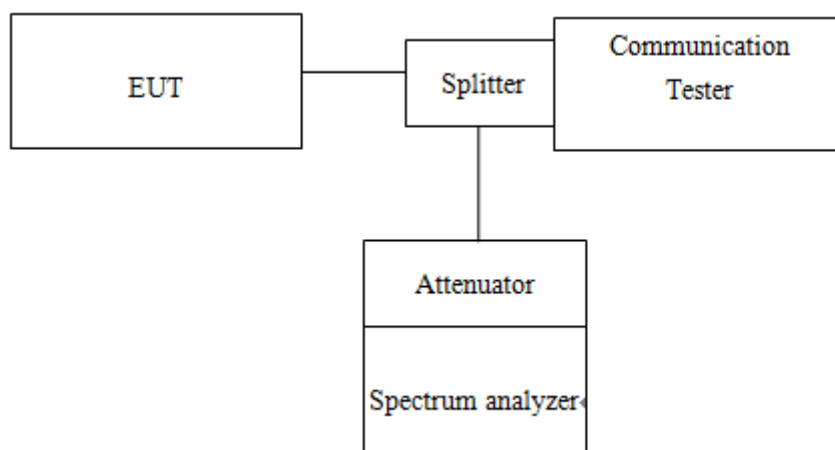 EUT
Splitter
Communication
Tester
Attenuator
Spectrum analyzer